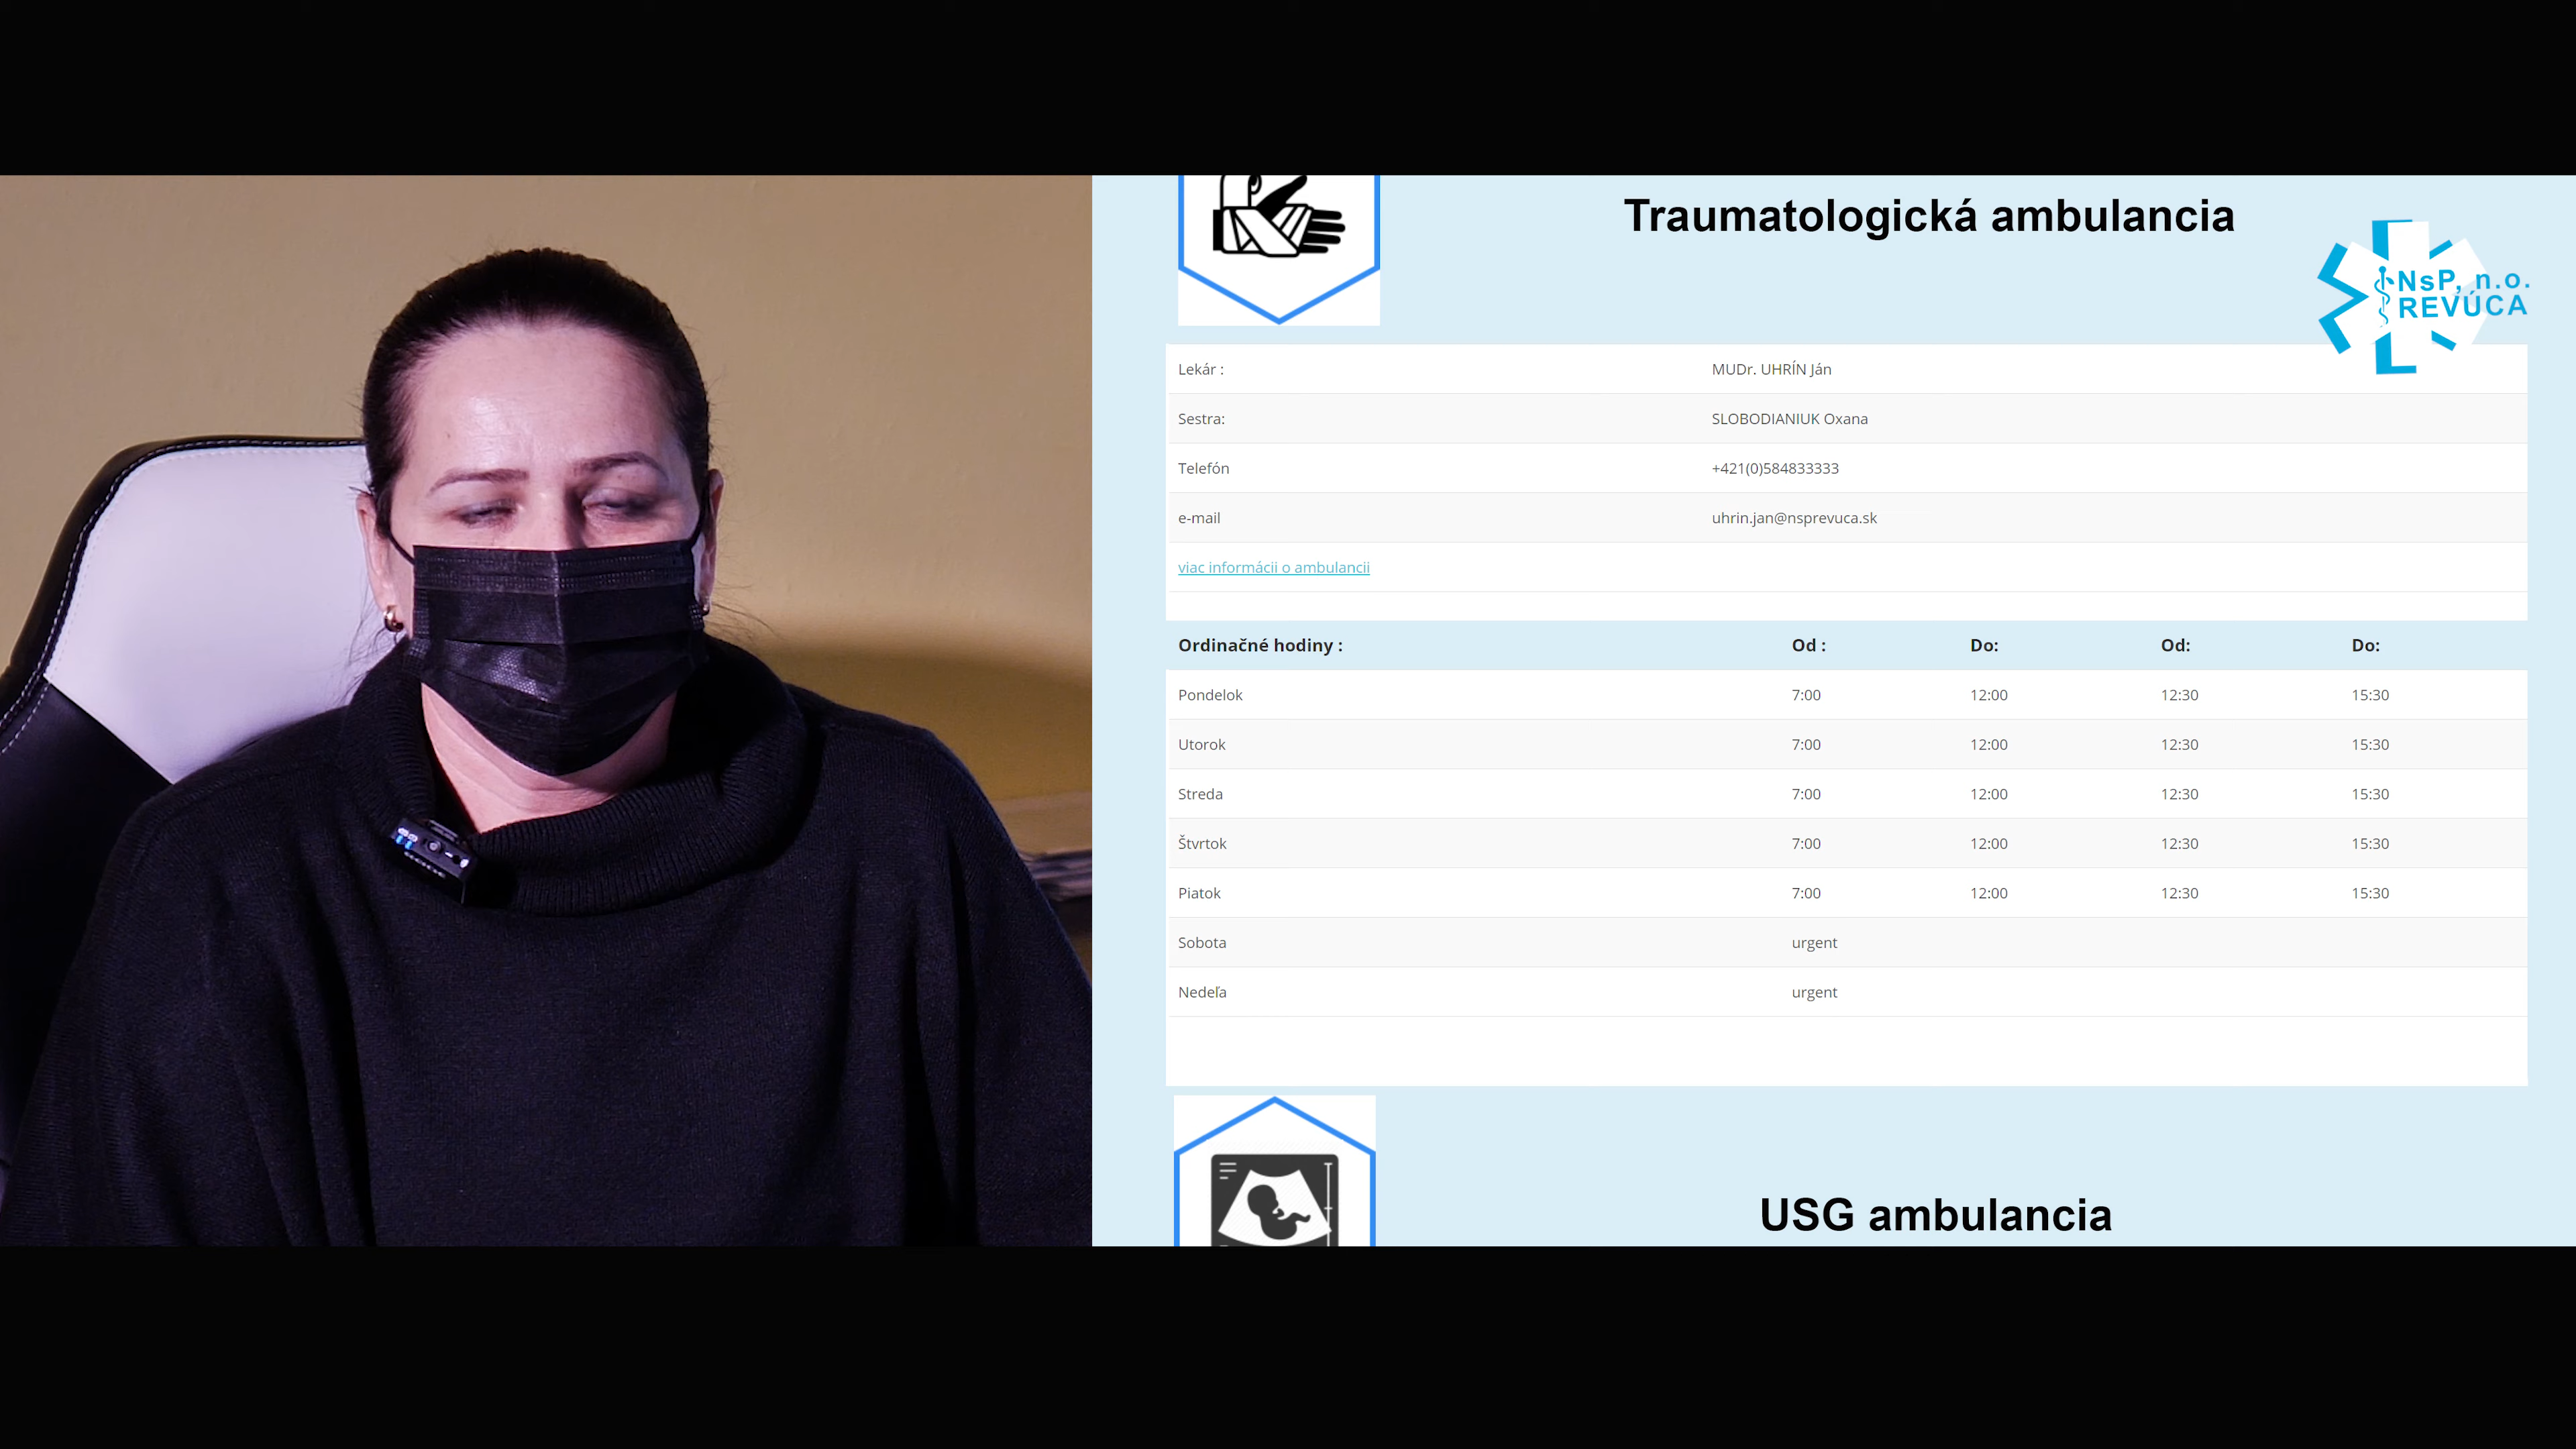 Traumatologická ambulancia
NsP, n.o.
REVÚCA
Lekár : MUDr. UHRÍN Ján
Sestra: SLOBODIANIUK Oxana
Telefón +421(0)584833333
e-mail uhrin.jan@nsprevuca.sk
viac informácii o ambulancii
Ordinačné hodiny : Od : Do: Od: Do:
Pondelok 7:00 12:00 12:30 15:30
Utorok 7:00 12:00 12:30 15:30
Streda 7:00 12:00 12:30 15:30
Štvrtok 7:00 12:00 12:30 15:30
Piatok 7:00 12:00 12:30 15:30
Sobota urgent
Nedeľa urgent
USG ambulancia